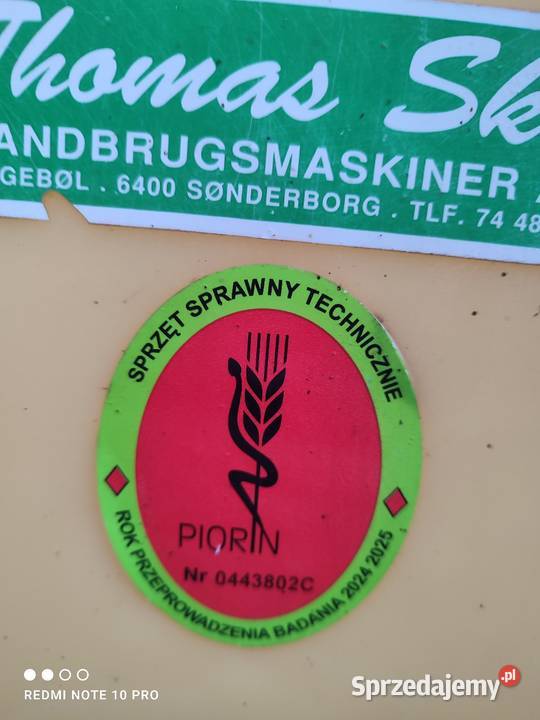 Thomas Sk
ANDBRUGSMASKINER
GEBØL . 6400 SØNDERBORG . TLF. 74 48
SPRZĘT SPRAWNY TECHNICZNIE
PIORIN
Nr 0443802C
ROK PRZEPROWADZENIA BADANIA 2024 2025
REDMI NOTE 10 PRO
Sprzedajemy.pl